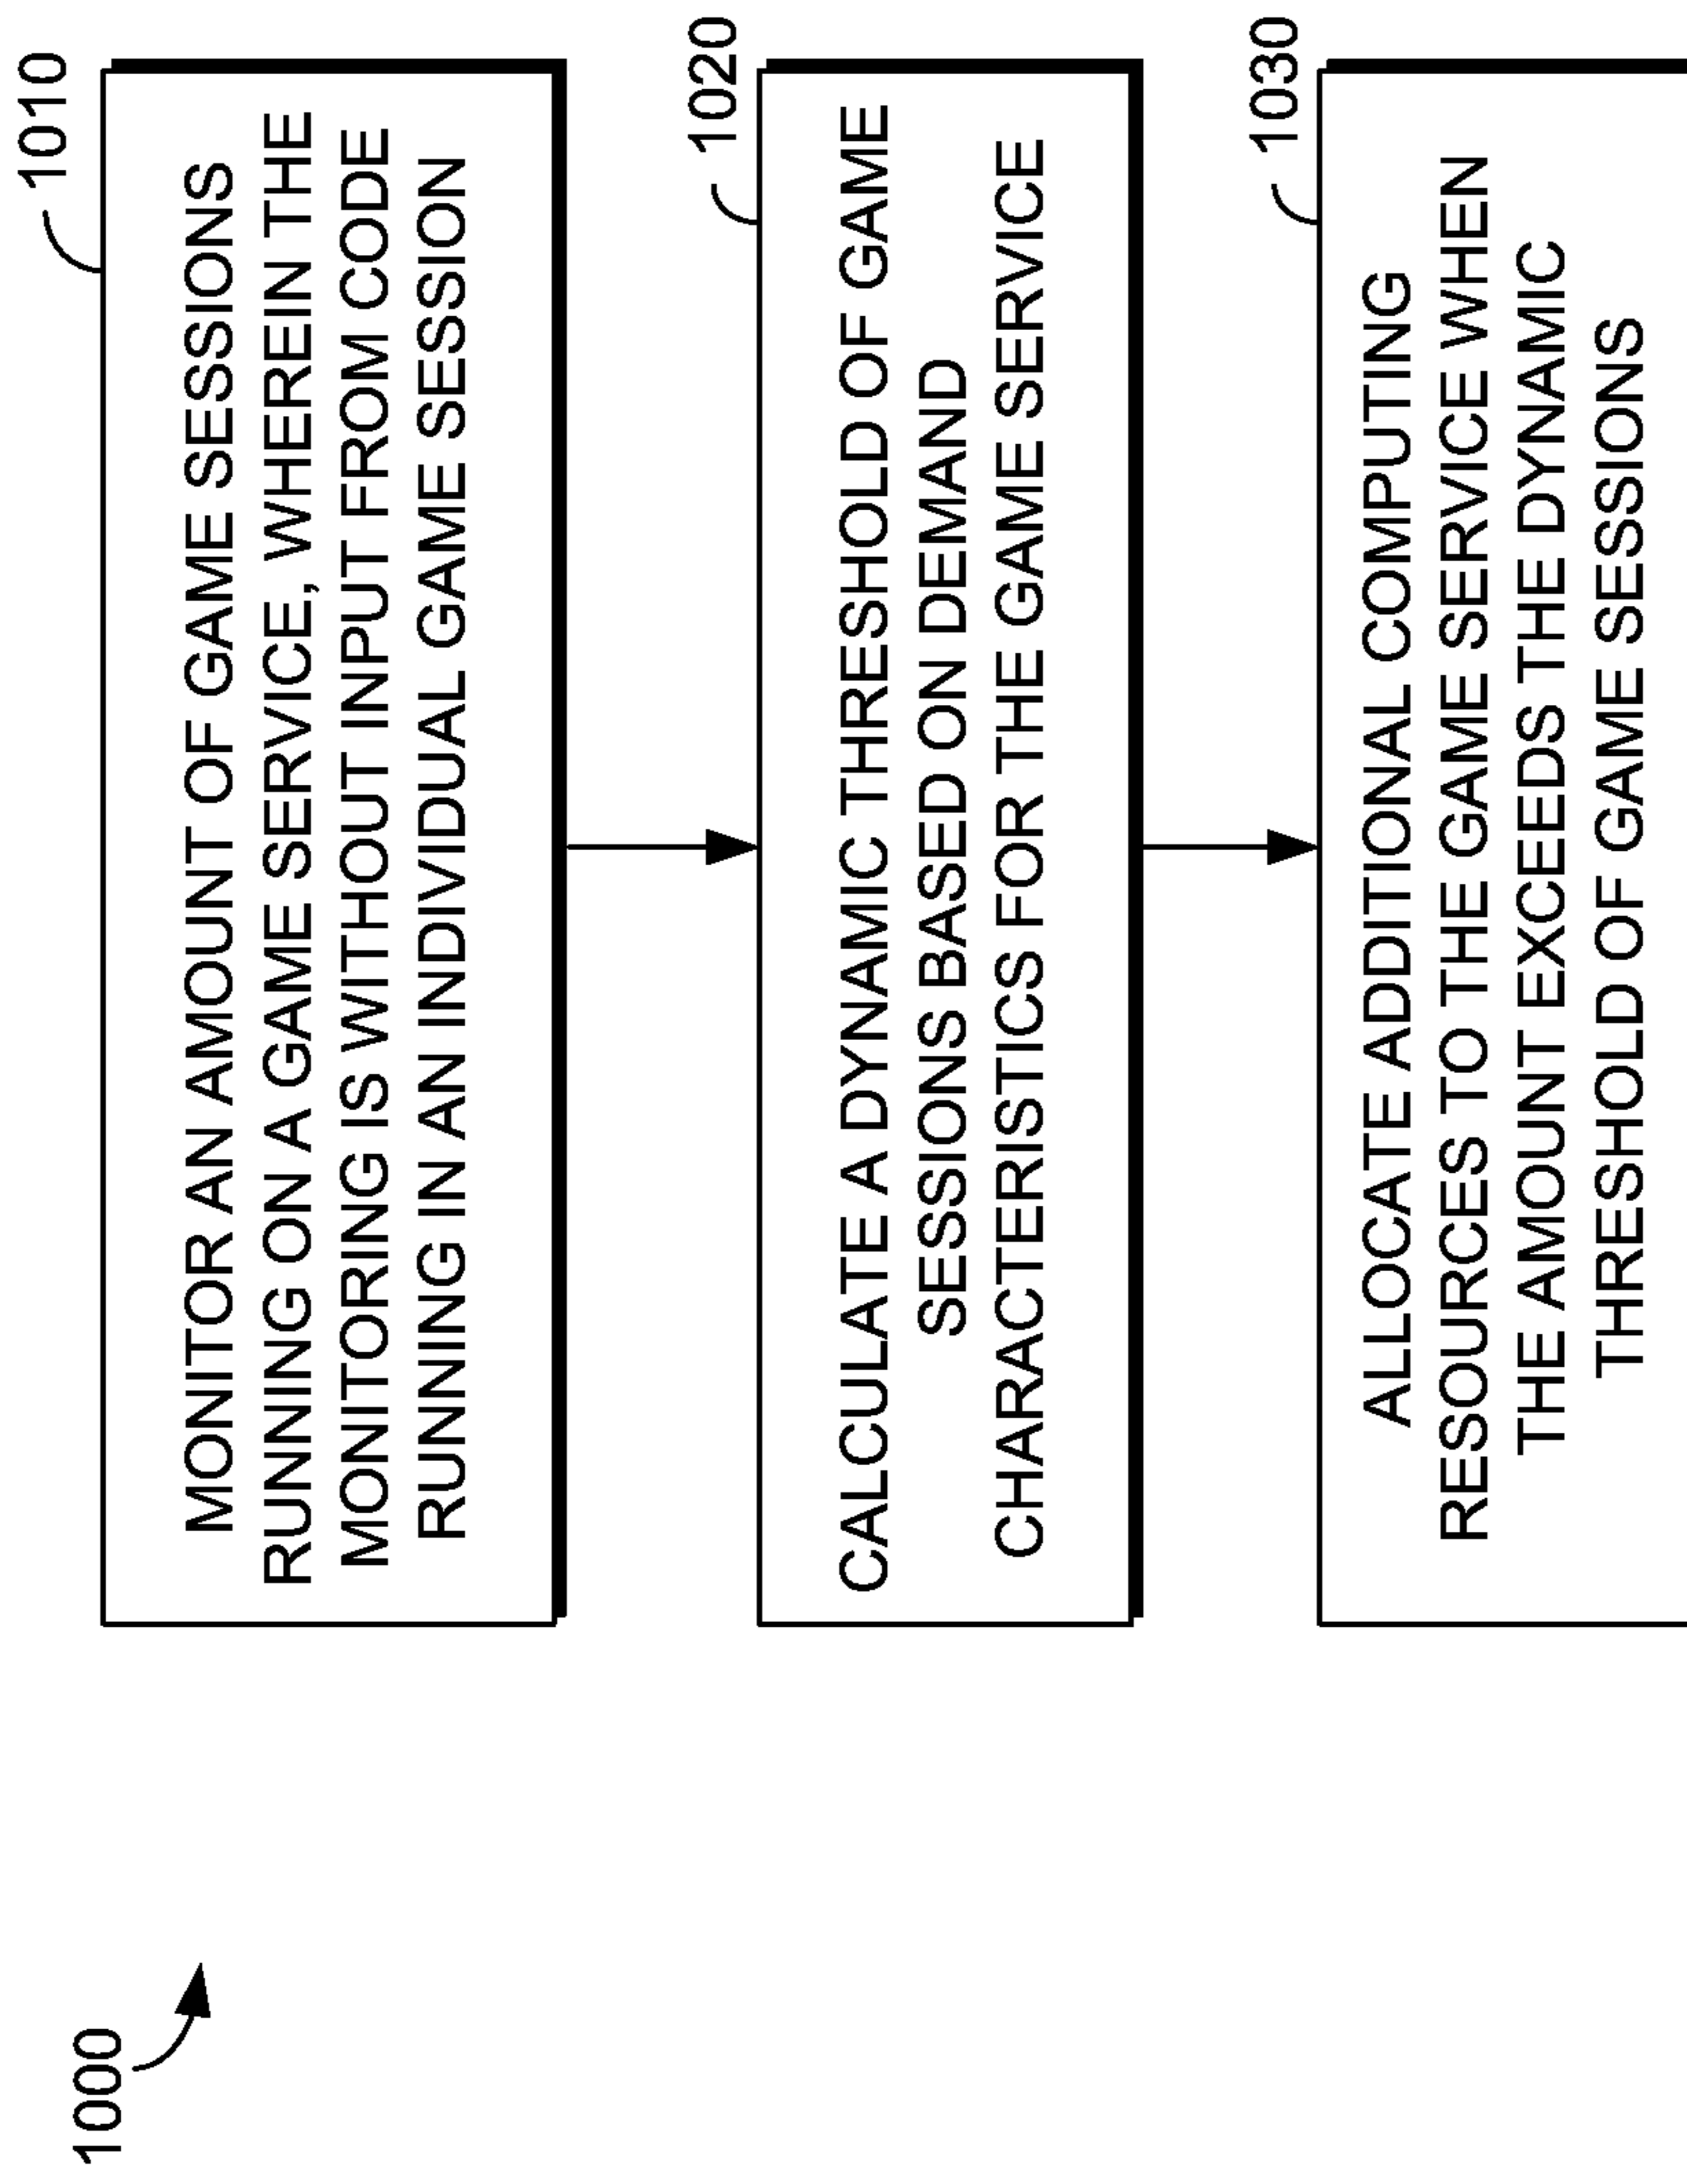 1000
1010
MONITOR AN AMOUNT OF GAME SESSIONS
RUNNING ON A GAME SERVICE, WHEREIN THE
MONITORING IS WITHOUT INPUT FROM CODE
RUNNING IN AN INDIVIDUAL GAME SESSION
1020
CALCULATE A DYNAMIC THRESHOLD OF GAME
SESSIONS BASED ON DEMAND
CHARACTERISTICS FOR THE GAME SERVICE
1030
ALLOCATE ADDITIONAL COMPUTING
RESOURCES TO THE GAME SERVICE WHEN
THE AMOUNT EXCEEDS THE DYNAMIC
THRESHOLD OF GAME SESSIONS